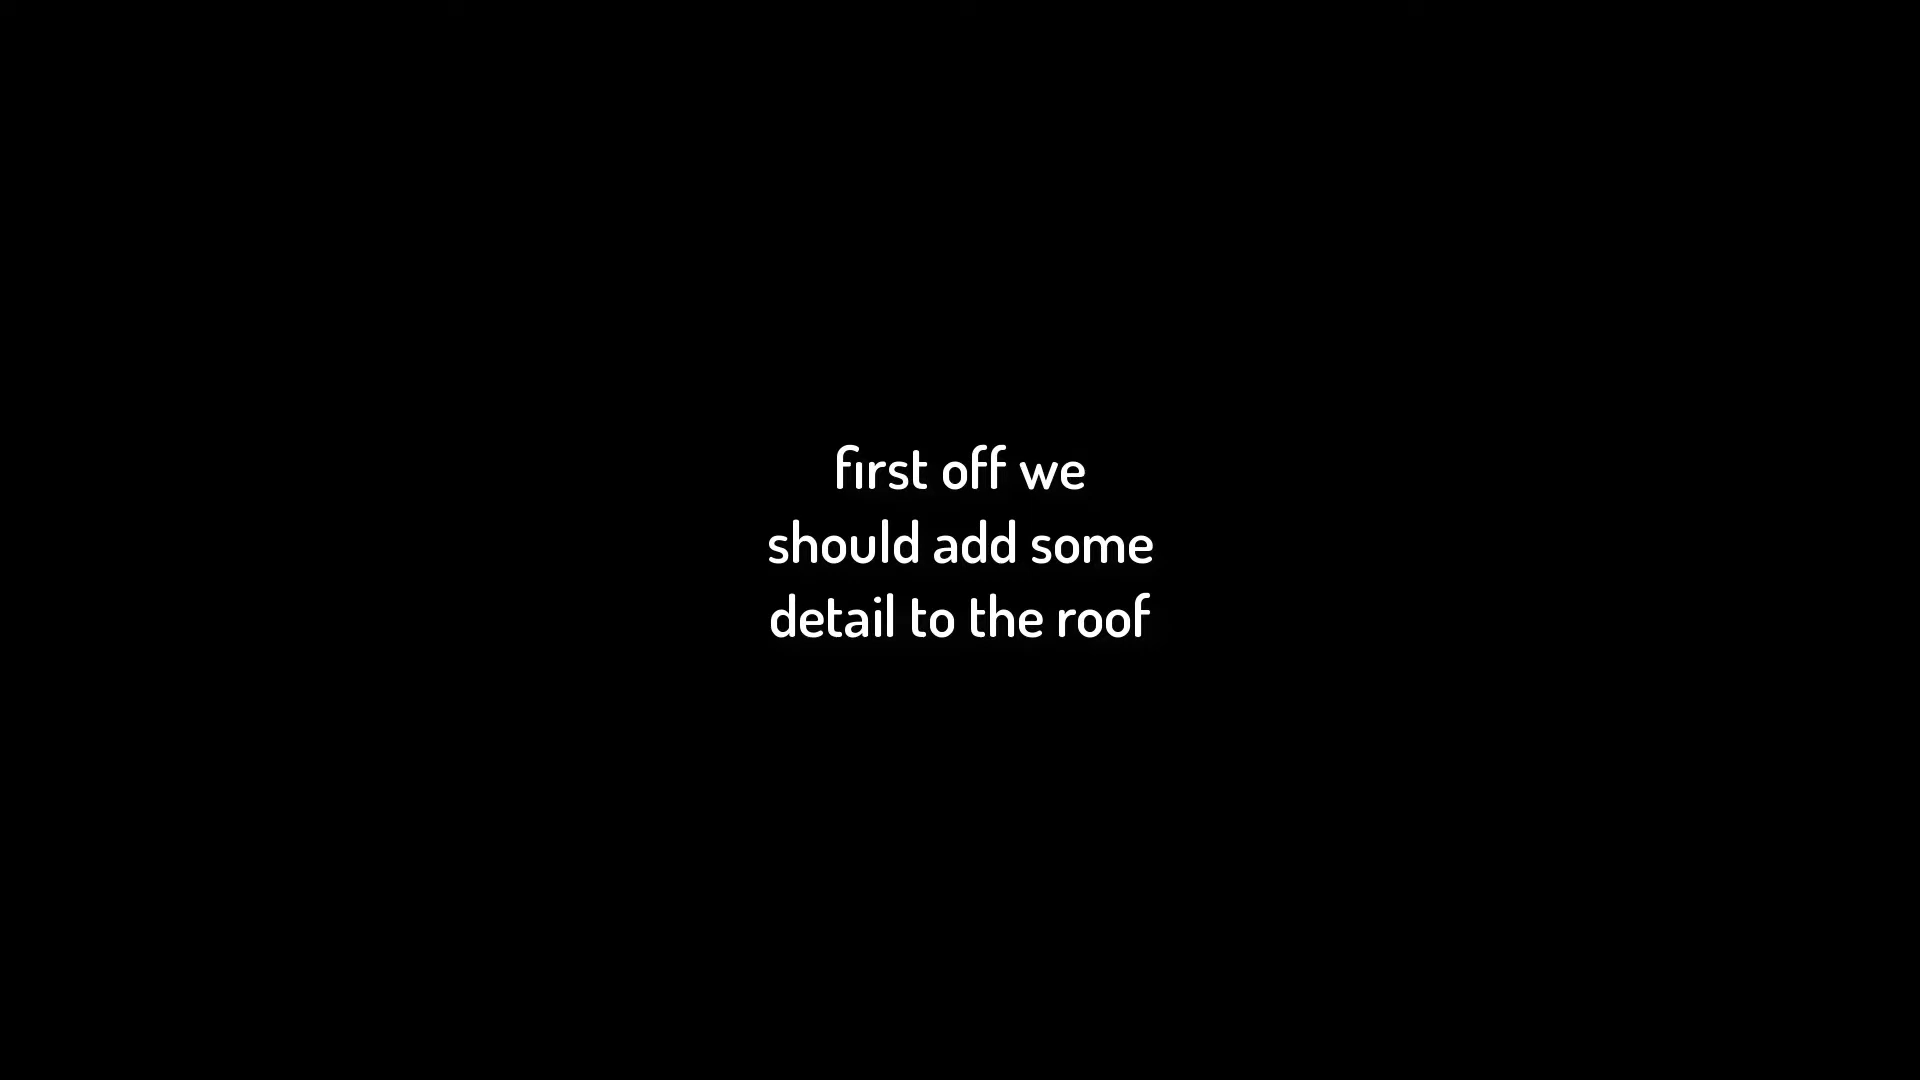 first off we
should add some
detail to the roof